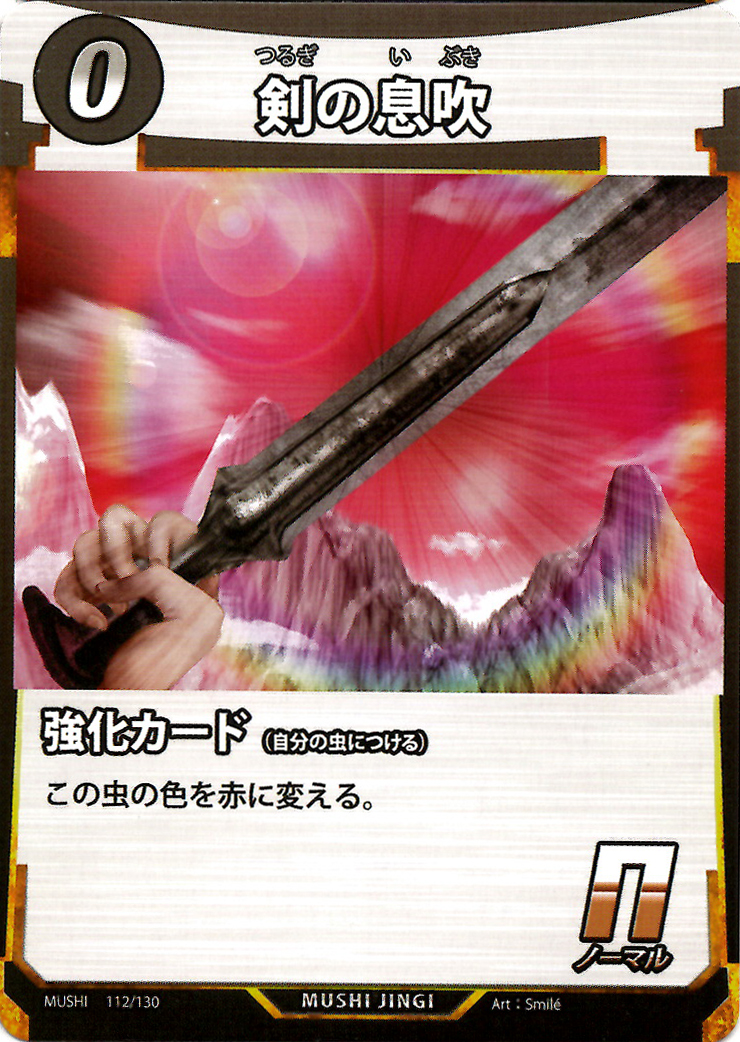 0
つるぎ い ぶき
剣の息吹
強化カード (自分の虫につける)
この虫の色を赤に変える。
n
ノーマル
MUSHI 112/130
MUSHI JINGI
Art : Smilé